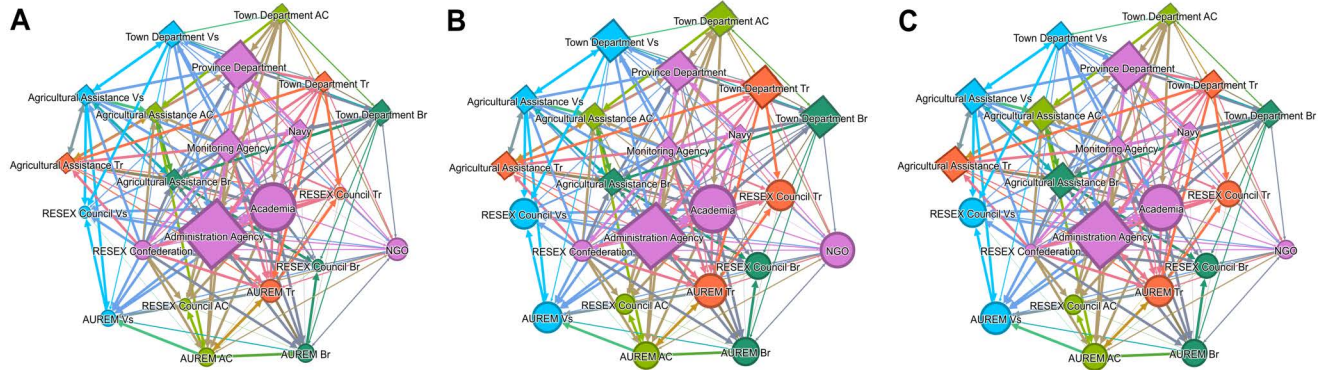 A
Town Department AC
Town Department Vs
Province Department
Town Department Tr
Agricultural Assistance Vs
Agricultural Assistance AC
Town Department Br
Navy
Monitoring Agency
Agricultural Assistance Tr
Agricultural Assistance Br
RESEX Council Tr
RESEX Council Vs
Academia
Administration Agency
RESEX Confederation
NGO
RESEX Council Br
AUREM Tr
RESEX Council AC
AUREM Vs
AUREM AC
AUREM Br
B
Town Department AC
Town Department Vs
Province Department
Town Department Tr
Agricultural Assistance Vs
Agricultural Assistance AC
Town Department Br
Navy
Monitoring Agency
Agricultural Assistance Tr
Agricultural Assistance Br
RESEX Council Tr
RESEX Council Vs
Academia
Administration Agency
RESEX Confederation
NGO
RESEX Council Br
AUREM Tr
RESEX Council AC
AUREM Vs
AUREM AC
AUREM Br
C
Town Department AC
Town Department Vs
Province Department
Town Department Tr
Agricultural Assistance Vs
Agricultural Assistance AC
Town Department Br
Navy
Monitoring Agency
Agricultural Assistance Tr
Agricultural Assistance Br
RESEX Council Tr
RESEX Council Vs
Academia
Administration Agency
RESEX Confederation
NGO
RESEX Council Br
AUREM Tr
RESEX Council AC
AUREM Vs
AUREM AC
AUREM Br